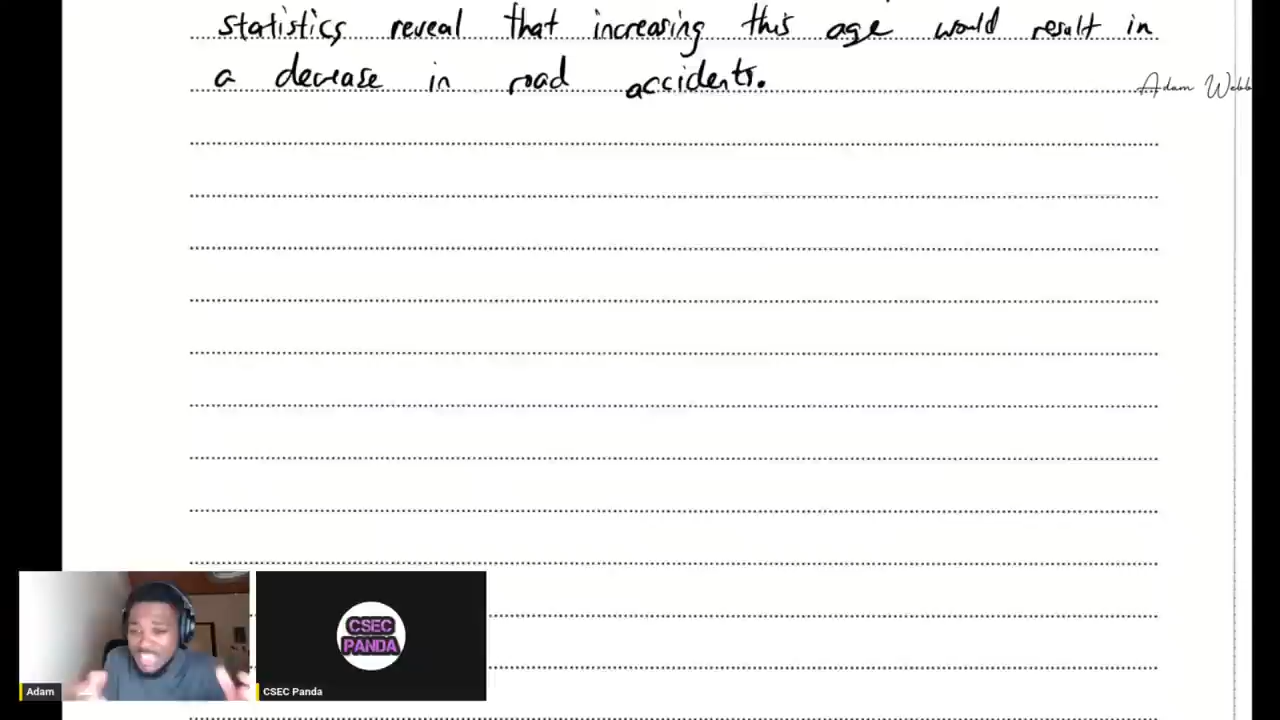 statistics reveal that increasing this age would result in
a decrease in road accidents.
Adam Webb
CSEC
PANDA
Adam
CSEC Panda